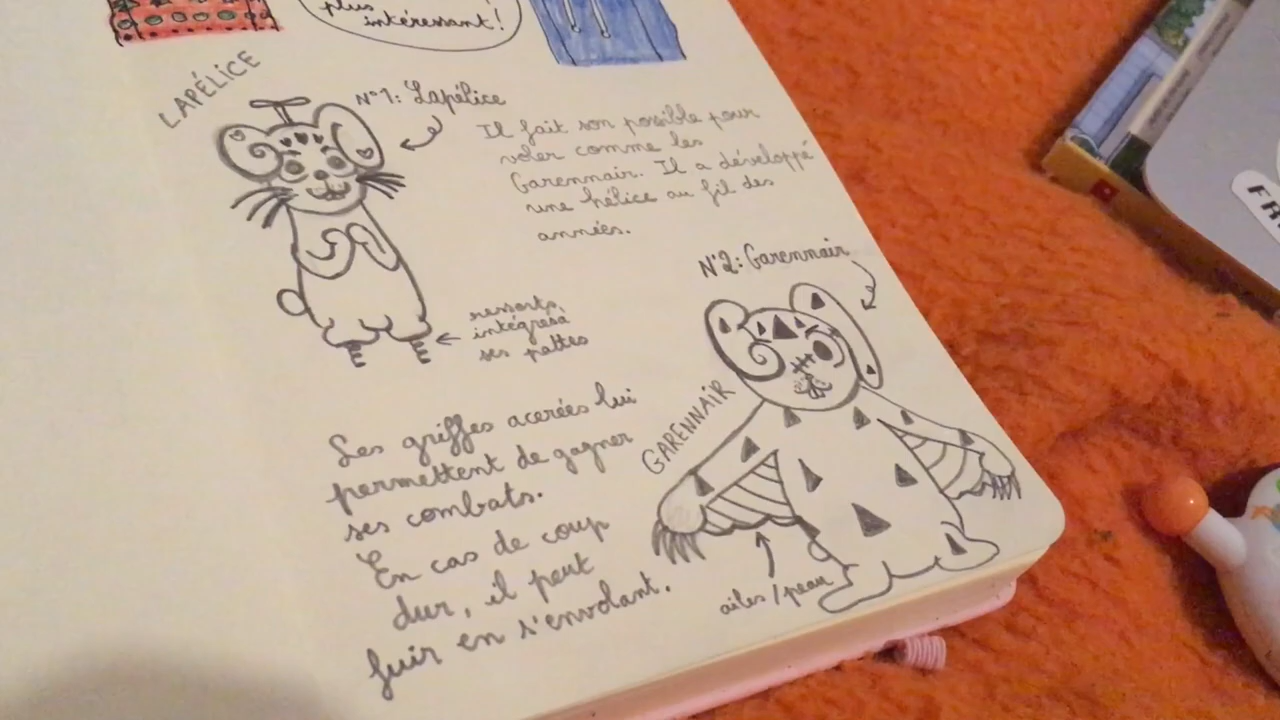 plus
intéressant!
LAPÉLICE
N°1: Lapélice
Il fait son possible pour
voler comme les
Garennair. Il a développé
une hélice au fil des
années.
ressorts
intégrés à
ses pattes
N°2: Garennair
GARENNAIR
Ses griffes acerées lui
permettent de gagner
ses combats.
En cas de coup
dur, il peut
fuir en s'envolant.
ailes/peau